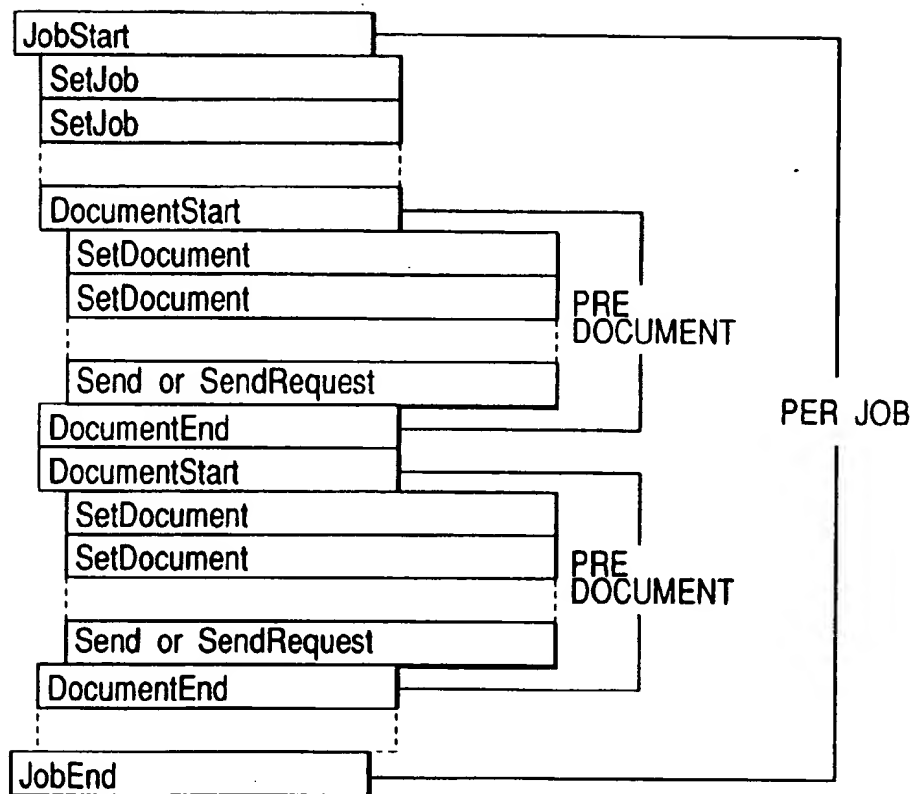 JobStart
SetJob
SetJob
DocumentStart
SetDocument
SetDocument
PRE
DOCUMENT
Send or SendRequest
DocumentEnd
PER JOB
DocumentStart
SetDocument
SetDocument
PRE
DOCUMENT
Send or SendRequest
DocumentEnd
JobEnd